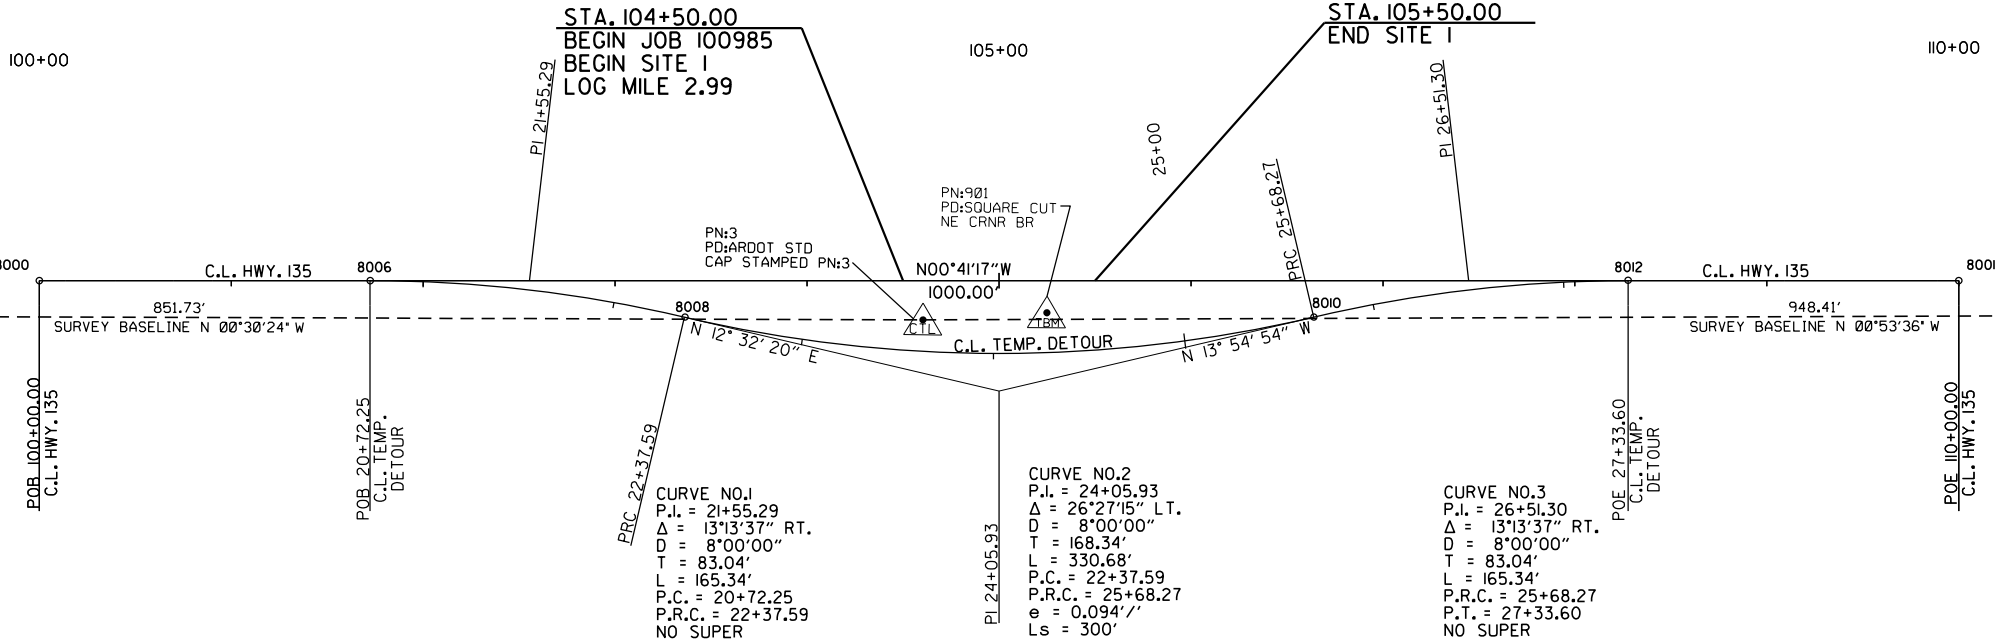 STA. 104+50.00
BEGIN JOB 100985
BEGIN SITE 1
LOG MILE 2.99
STA. 105+50.00
END SITE 1
100+00
105+00
110+00
PI 21+55.29
25+00
PRC 25+68.27
PI 26+51.30
PN:901
PD:SQUARE CUT
NE CRNR BR
PN:3
PD:ARDOT STD
CAP STAMPED PN:3
8000
C.L. HWY. 135
8006
N00°41'17"W
1000.00'
8012
C.L. HWY. 135
8001
851.73'
SURVEY BASELINE N 00°30'24" W
8008
8010
948.41'
SURVEY BASELINE N 00°53'36" W
CTL
TBM
N 12° 32' 20" E
C.L. TEMP. DETOUR
N 13° 54' 54" W
POB 100+00.00
C.L. HWY. 135
POB 20+72.25
C.L. TEMP.
DETOUR
PRC 22+37.59
PI 24+05.93
POE 27+33.60
C.L. TEMP.
DETOUR
POE 110+00.00
C.L. HWY. 135
CURVE NO.1
P.I. = 21+55.29
Δ = 13°13'37" RT.
D = 8°00'00"
T = 83.04'
L = 165.34'
P.C. = 20+72.25
P.R.C. = 22+37.59
NO SUPER
CURVE NO.2
P.I. = 24+05.93
Δ = 26°27'15" LT.
D = 8°00'00"
T = 168.34'
L = 330.68'
P.C. = 22+37.59
P.R.C. = 25+68.27
e = 0.094'/'
Ls = 300'
CURVE NO.3
P.I. = 26+51.30
Δ = 13°13'37" RT.
D = 8°00'00"
T = 83.04'
L = 165.34'
P.R.C. = 25+68.27
P.T. = 27+33.60
NO SUPER